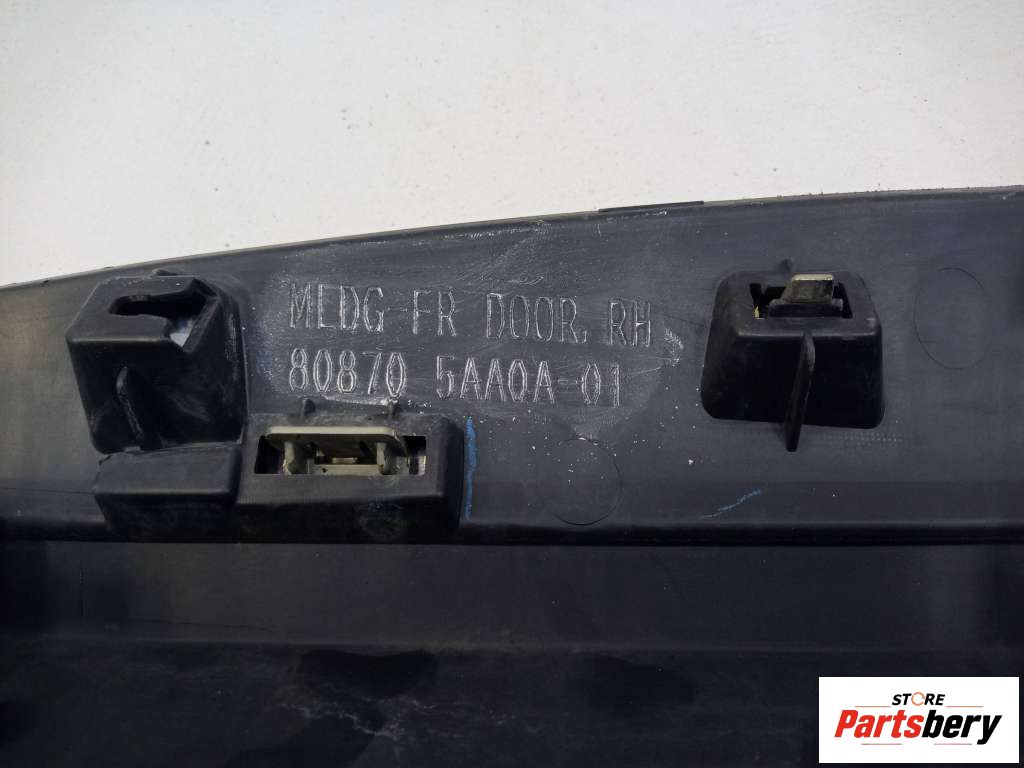 MLDG-FR DOOR, RH
80870 5AA0A-01
STORE
Partsbery